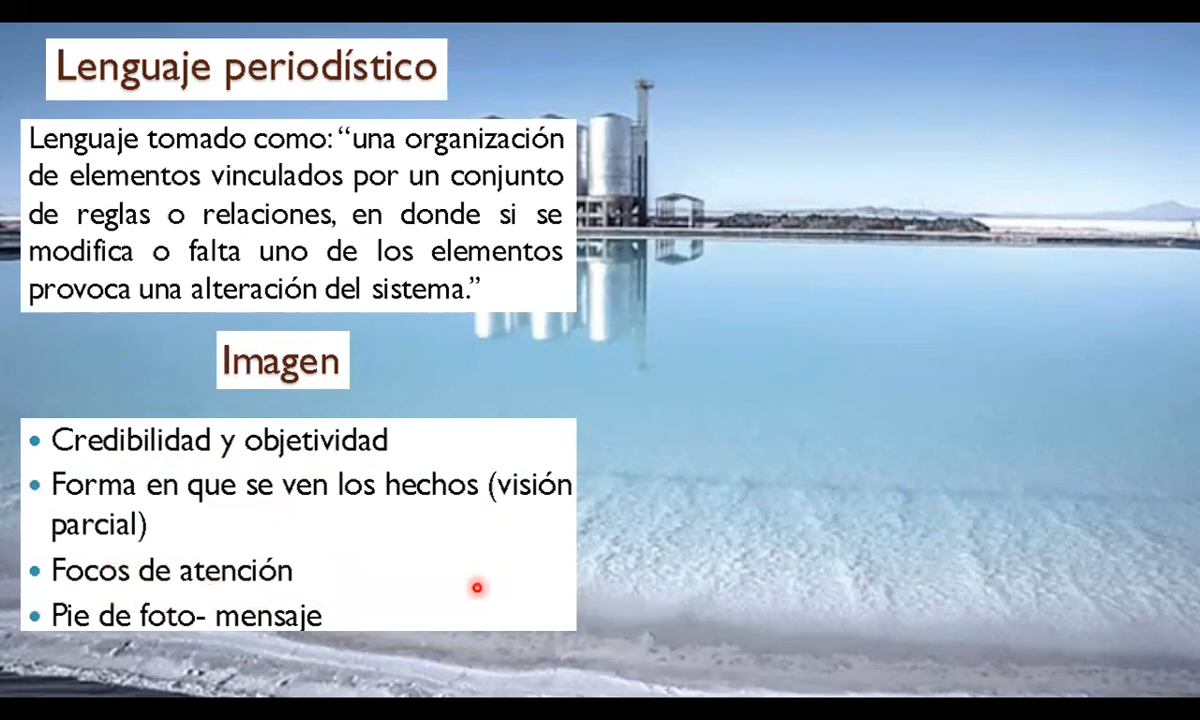 Lenguaje periodístico
Lenguaje tomado como: “una organización
de elementos vinculados por un conjunto
de reglas o relaciones, en donde si se
modifica o falta uno de los elementos
provoca una alteración del sistema.”
Imagen
• Credibilidad y objetividad
• Forma en que se ven los hechos (visión
parcial)
• Focos de atención
• Pie de foto- mensaje